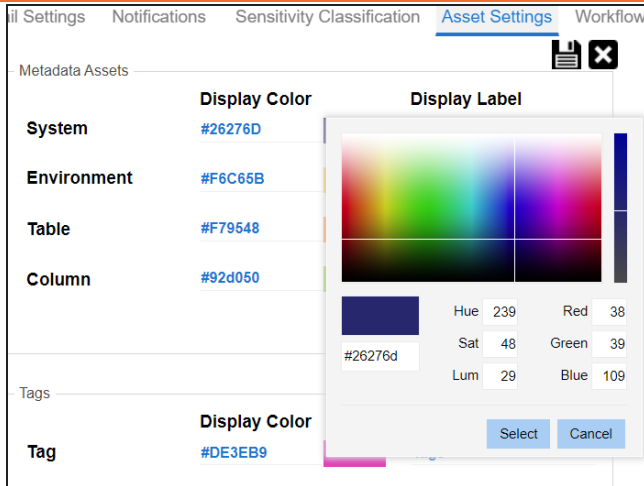 il Settings Notifications Sensitivity Classification Asset Settings Workflow
Metadata Assets
Display Color Display Label
System #26276D
Environment #F6C65B
Table #F79548
Column #92d050
#26276d
Hue 239 Red 38
Sat 48 Green 39
Lum 29 Blue 109
Select Cancel
Tags
Display Color
Tag #DE3EB9